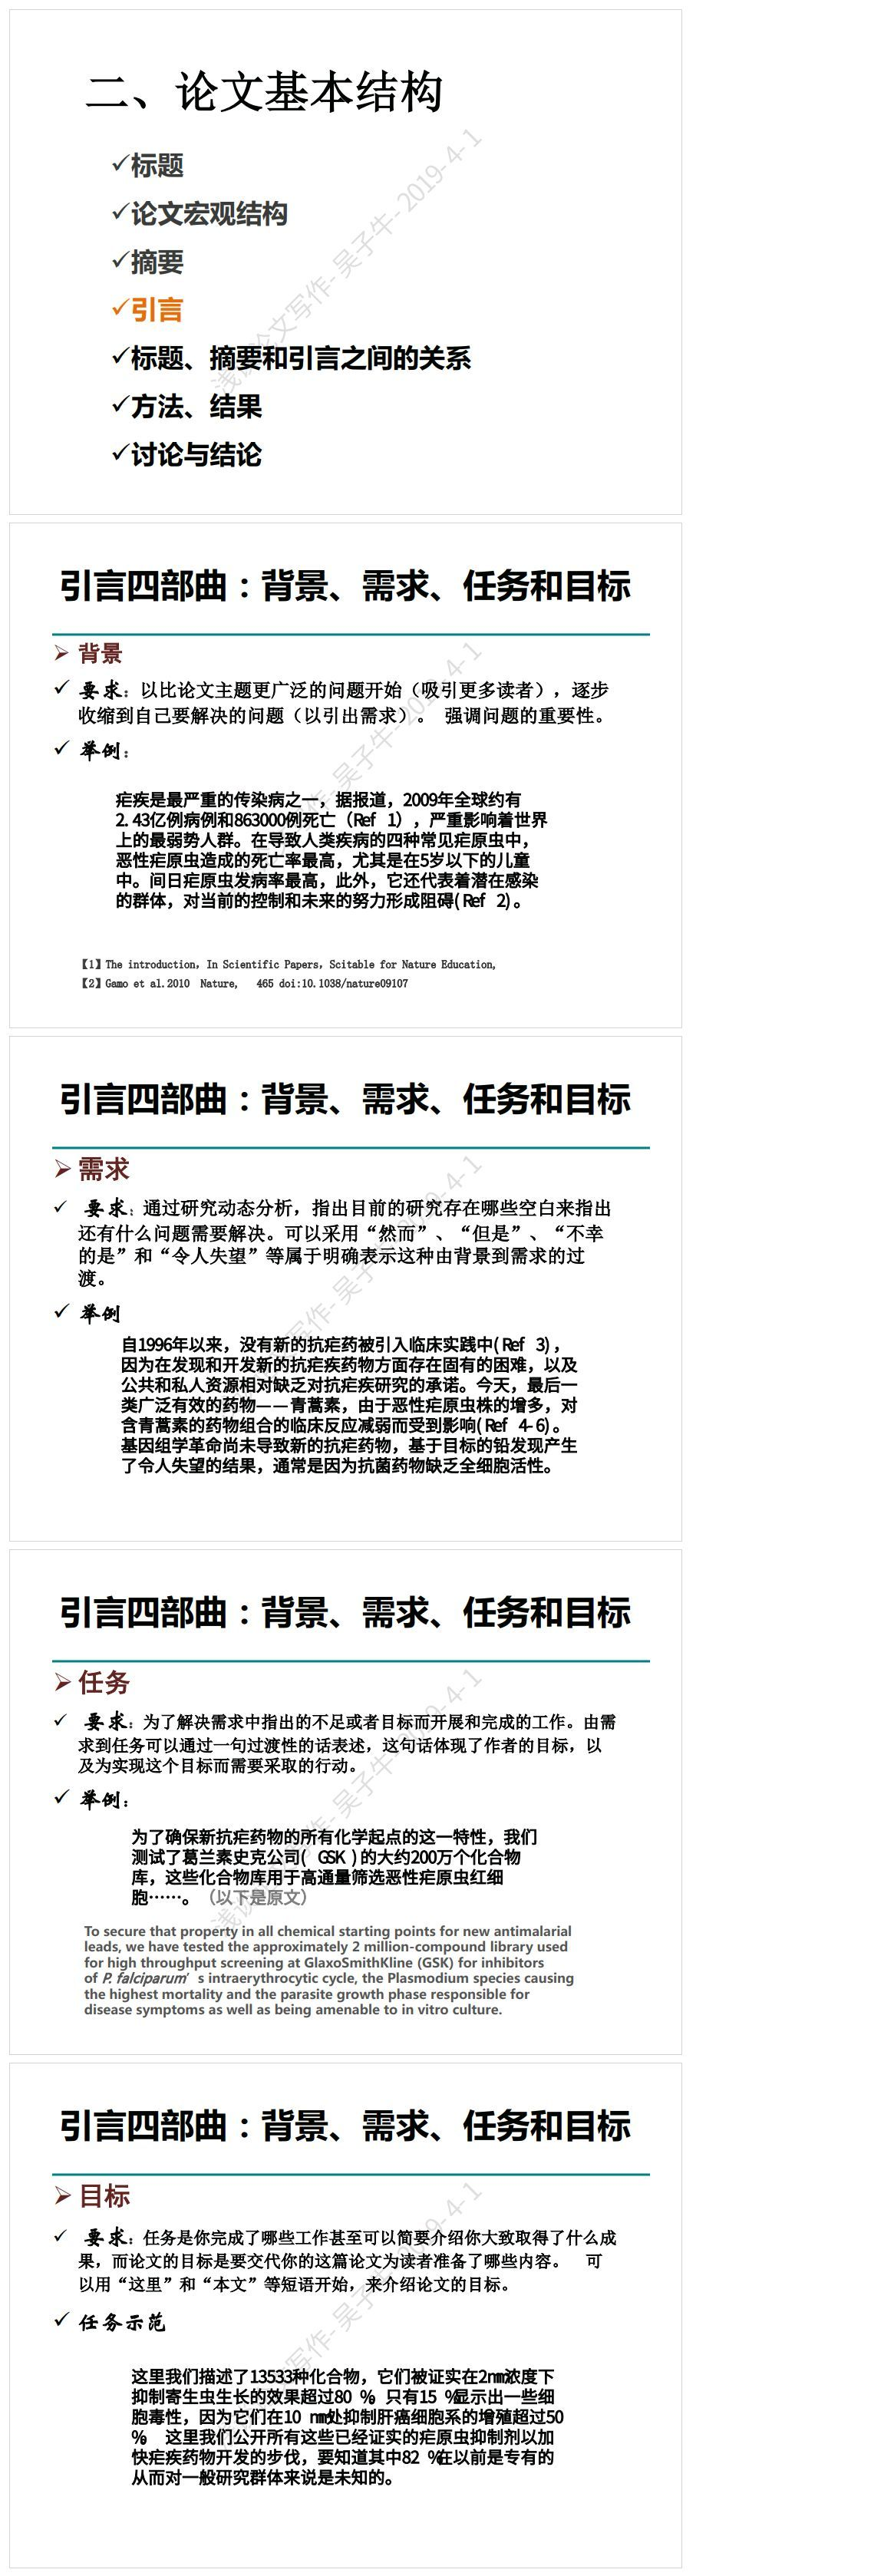 二、论文基本结构
✓标题
✓论文宏观结构
✓摘要
✓引言
✓标题、摘要和引言之间的关系
✓方法、结果
✓讨论与结论
浅谈论文写作-吴子牛-2019-4-1
引言四部曲：背景、需求、任务和目标
➢ 背景
✓ 要求：以比论文主题更广泛的问题开始（吸引更多读者），逐步
收缩到自己要解决的问题（以引出需求）。 强调问题的重要性。
✓ 举例：
疟疾是最严重的传染病之一，据报道，2009年全球约有
2.43亿例病例和863000例死亡（Ref 1），严重影响着世界
上的最弱势人群。在导致人类疾病的四种常见疟原虫中，
恶性疟原虫造成的死亡率最高，尤其是在5岁以下的儿童
中。间日疟原虫发病率最高，此外，它还代表着潜在感染
的群体，对当前的控制和未来的努力形成阻碍(Ref 2)。
【1】The introduction, In Scientific Papers, Scitable for Nature Education,
【2】Gamo et al.2010 Nature, 465 doi:10.1038/nature09107
写作-吴子牛-2019-4-1
引言四部曲：背景、需求、任务和目标
➢ 需求
✓ 要求：通过研究动态分析，指出目前的研究存在哪些空白来指出
还有什么问题需要解决。可以采用“然而”、“但是”、“不幸
的是”和“令人失望”等属于明确表示这种由背景到需求的过
渡。
✓ 举例
自1996年以来，没有新的抗疟药被引入临床实践中(Ref 3)，
因为在发现和开发新的抗疟疾药物方面存在固有的困难，以及
公共和私人资源相对缺乏对抗疟疾研究的承诺。今天，最后一
类广泛有效的药物——青蒿素，由于恶性疟原虫株的增多，对
含青蒿素的药物组合的临床反应减弱而受到影响(Ref 4-6)。
基因组学革命尚未导致新的抗疟药物，基于目标的铅发现产生
了令人失望的结果，通常是因为抗菌药物缺乏全细胞活性。
写作-吴子牛-2019-4-1
引言四部曲：背景、需求、任务和目标
➢ 任务
✓ 要求：为了解决需求中指出的不足或者目标而开展和完成的工作。由需
求到任务可以通过一句过渡性的话表述，这句话体现了作者的目标，以
及为实现这个目标而需要采取的行动。
✓ 举例：
为了确保新抗疟药物的所有化学起点的这一特性，我们
测试了葛兰素史克公司( GSK )的大约200万个化合物
库，这些化合物库用于高通量筛选恶性疟原虫红细
胞……。（以下是原文）
To secure that property in all chemical starting points for new antimalarial
leads, we have tested the approximately 2 million-compound library used
for high throughput screening at GlaxoSmithKline (GSK) for inhibitors
of P. falciparum’s intraerythrocytic cycle, the Plasmodium species causing
the highest mortality and the parasite growth phase responsible for
disease symptoms as well as being amenable to in vitro culture.
浅谈论文写作-吴子牛-2019-4-1
引言四部曲：背景、需求、任务和目标
➢ 目标
✓ 要求：任务是你完成了哪些工作甚至可以简要介绍你大致取得了什么成
果，而论文的目标是要交代你的这篇论文为读者准备了哪些内容。 可
以用“这里”和“本文”等短语开始，来介绍论文的目标。
✓ 任务示范
这里我们描述了13533种化合物，它们被证实在2mm浓度下
抑制寄生虫生长的效果超过80 %。只有15 %显示出一些细
胞毒性，因为它们在10 mm处抑制肝癌细胞系的增殖超过50
%。 这里我们公开所有这些已经证实的疟原虫抑制剂以加
快疟疾药物开发的步伐，要知道其中82 %在以前是专有的
从而对一般研究群体来说是未知的。
写作-吴子牛-2019-4-1